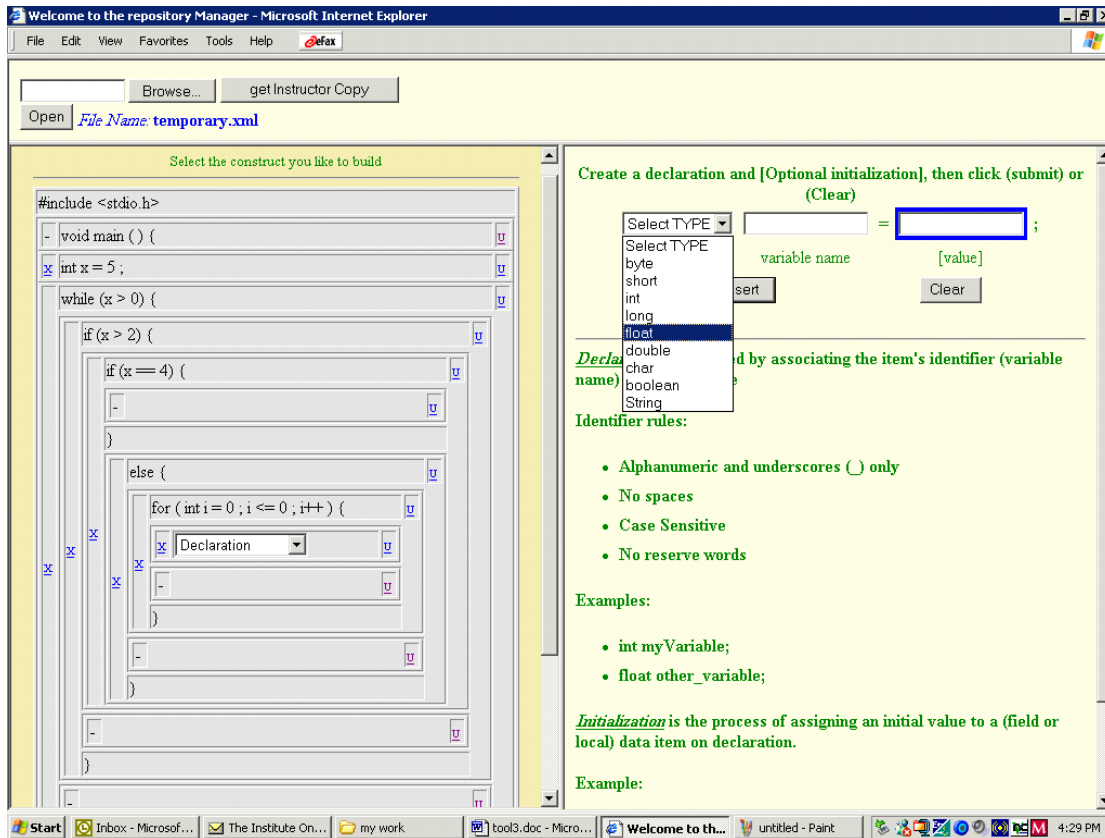 Welcome to the repository Manager - Microsoft Internet Explorer
File Edit View Favorites Tools Help eFax
Browse... get Instructor Copy
Open File Name: temporary.xml
Select the construct you like to build
#include <stdio.h>
- void main ( ) { u
x int x = 5 ; u
while (x > 0) { u
if (x > 2) { u
if (x == 4) { u
- u
}
else { u
for ( int i = 0 ; i <= 0 ; i++ ) { u
x Declaration u
- u
}
- u
}
- u
}
- u
x
x
x
x
x
Create a declaration and [Optional initialization], then click (submit) or
(Clear)
Select TYPE = ;
Select TYPE
byte
short
int
long
float
double
char
boolean
String
variable name [value]
sert Clear
by associating the item's identifier (variable
name)
Identifier rules:
• Alphanumeric and underscores (_) only
• No spaces
• Case Sensitive
• No reserve words
Examples:
• int myVariable;
• float other_variable;
Initialization is the process of assigning an initial value to a (field or
local) data item on declaration.
Example:
Start Inbox - Microsof... The Institute On... my work tool3.doc - Micro... Welcome to th... untitled - Paint 4:29 PM